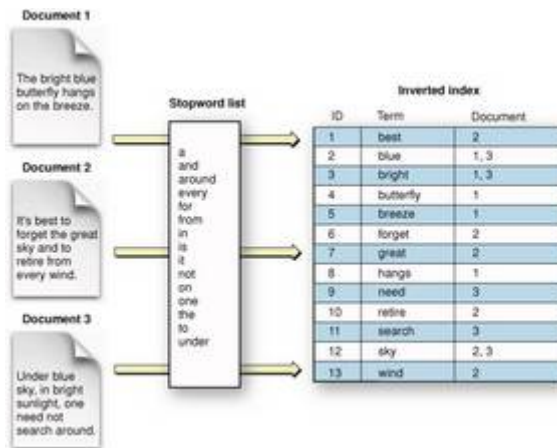 Document 1
The bright blue
butterfly hangs
on the breeze.
Document 2
It's best to
forget the great
sky and to
retire from
every wind.
Document 3
Under blue
sky, in bright
sunlight, one
need not
search around.
Stopword list
a
and
around
every
for
from
in
is
it
not
on
one
the
to
under
Inverted index
ID Term Document
1 best 2
2 blue 1, 3
3 bright 1, 3
4 butterfly 1
5 breeze 1
6 forget 2
7 great 2
8 hangs 1
9 need 3
10 retire 2
11 search 3
12 sky 2, 3
13 wind 2